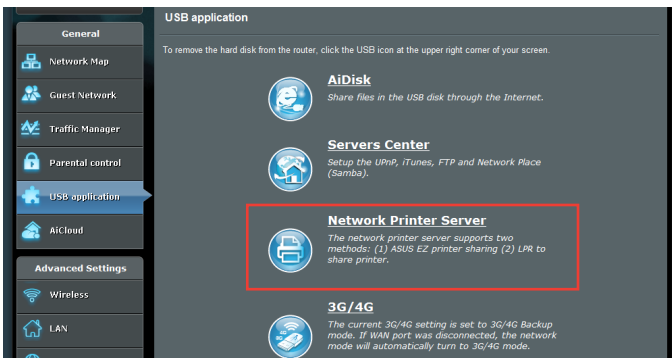 USB application
General
To remove the hard disk from the router, click the USB icon at the upper right corner of your screen.
Network Map
AiDisk
Share files in the USB disk through the Internet.
Guest Network
Traffic Manager
Servers Center
Setup the UPnP, iTunes, FTP and Network Place
(Samba).
Parental control
USB application
Network Printer Server
The network printer server supports two
methods: (1) ASUS EZ printer sharing (2) LPR to
share printer.
AiCloud
Advanced Settings
Wireless
3G/4G
The current 3G/4G setting is set to 3G/4G Backup
mode. If WAN port was disconnected, the network
mode will automatically turn to 3G/4G mode.
LAN